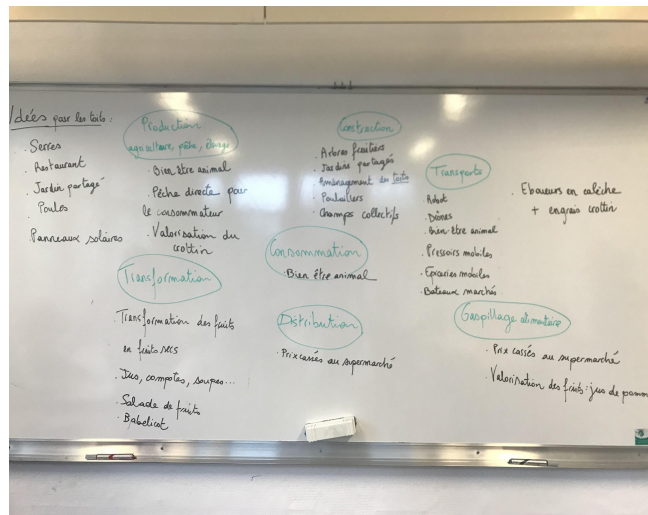 Idées pour les toits :
. Serres
. Restaurant
. Jardin partagé
. Poules
Panneaux solaires
Production
agriculture, pêche, élevage
. Bien être animal
. Pêche directe pour
le consommateur
. Valorisation du
crottin
Transformation
. Transformation des fruits
en fruits secs
. Jus, compotes, soupes...
. Salade de fruits
. Babelicot
Construction
. Arbres fruitiers
. Jardins partagés
. Aménagement des toits
. Poulaillers
. Champs collectifs
Consommation
. Bien être animal
Distribution
. Prix cassés au supermarché
Transports
. Robot
. Drones
. Bien être animal
. Pressoirs mobiles
. Epiceries mobiles
. Bateaux marchés
. Eboueurs en calèche
+ engrais crottin
Gaspillage alimentaire
. Prix cassés au supermarché
. Valorisation des fruits : jus de pomme